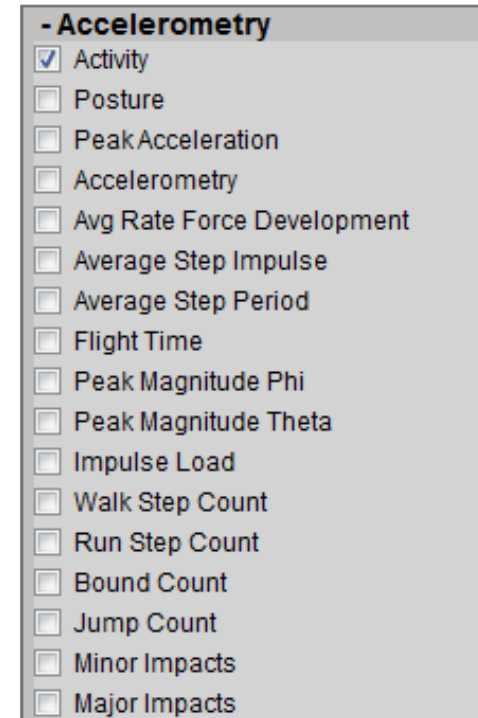 - Accelerometry
Activity
Posture
Peak Acceleration
Accelerometry
Avg Rate Force Development
Average Step Impulse
Average Step Period
Flight Time
Peak Magnitude Phi
Peak Magnitude Theta
Impulse Load
Walk Step Count
Run Step Count
Bound Count
Jump Count
Minor Impacts
Major Impacts